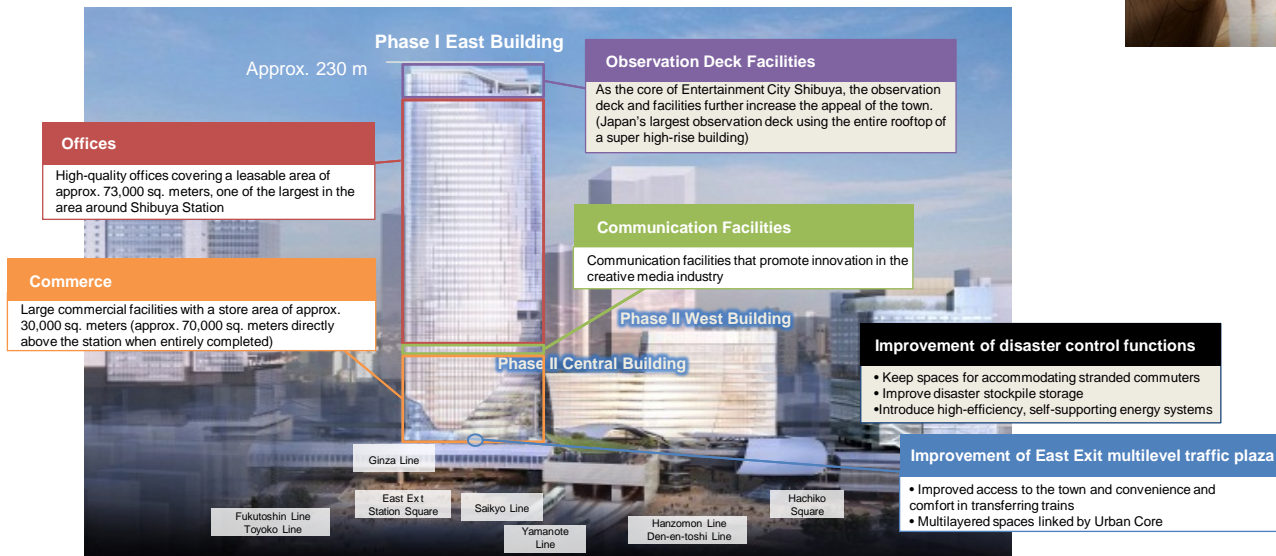 Phase I East Building
Approx. 230 m
Observation Deck Facilities
As the core of Entertainment City Shibuya, the observation
deck and facilities further increase the appeal of the town.
(Japan's largest observation deck using the entire rooftop of
a super high-rise building)
Offices
High-quality offices covering a leasable area of
approx. 73,000 sq. meters, one of the largest in the
area around Shibuya Station
Communication Facilities
Communication facilities that promote innovation in the
creative media industry
Commerce
Large commercial facilities with a store area of approx.
30,000 sq. meters (approx. 70,000 sq. meters directly
above the station when entirely completed)
Phase II West Building
Phase II Central Building
Improvement of disaster control functions
• Keep spaces for accommodating stranded commuters
• Improve disaster stockpile storage
•Introduce high-efficiency, self-supporting energy systems
Improvement of East Exit multilevel traffic plaza
• Improved access to the town and convenience and
comfort in transferring trains
• Multilayered spaces linked by Urban Core
Ginza Line
East Ext
Station Square
Saikyo Line
Hachiko
Square
Fukutoshin Line
Toyoko Line
Yamanote
Line
Hanzomon Line
Den-en-toshi Line